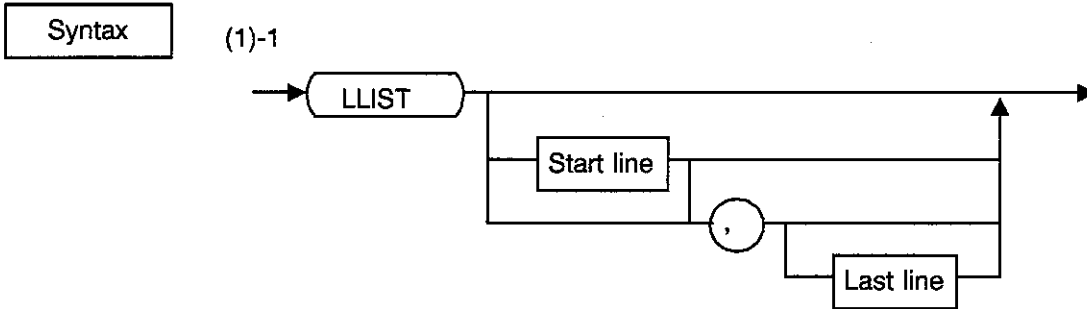 Syntax
(1)-1
LLIST
Start line
,
Last line